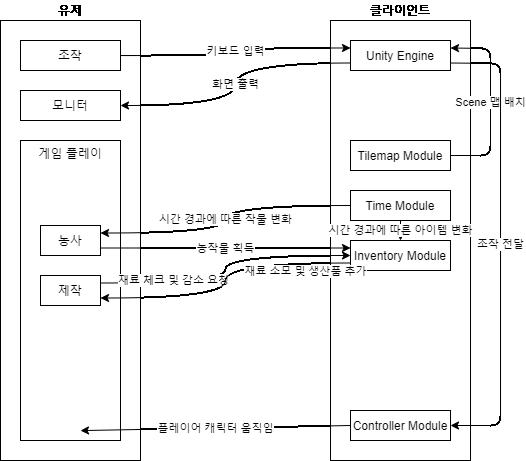 유제
클라이언트
조작
키보드 입력
Unity Engine
모니터
화면 출력
Scene 맵 배치
게임 플레이
Tilemap Module
Time Module
시간 경과에 따른 작물 변화
시간 경과에 따른 아이템 변화
농사
농작물 획득
Inventory Module
조작 전달
제작
재료 체크 및 감소 요청
재료 소모 및 생산품 추가
플레이어 캐릭터 움직임
Controller Module